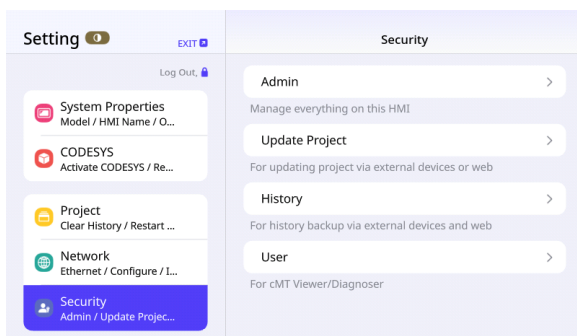 Setting
EXIT
Log Out,
System Properties
Model / HMI Name / O...
CODESYS
Activate CODESYS / Re...
Project
Clear History / Restart ...
Network
Ethernet / Configure / I...
Security
Admin / Update Projec...
Security
Admin
Manage everything on this HMI
Update Project
For updating project via external devices or web
History
For history backup via external devices and web
User
For cMT Viewer/Diagnoser